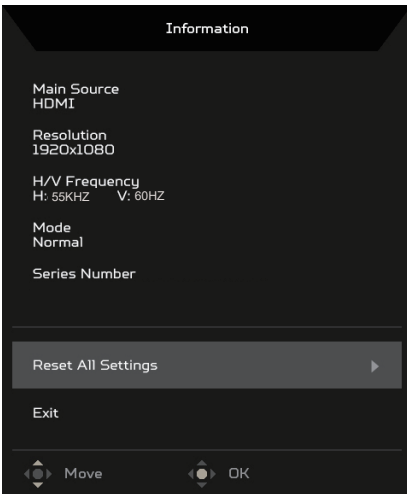 Information
Main Source
HDMI
Resolution
1920x1080
H/V Frequency
H: 55KHZ V: 60HZ
Mode
Normal
Series Number
Reset All Settings
Exit
Move OK